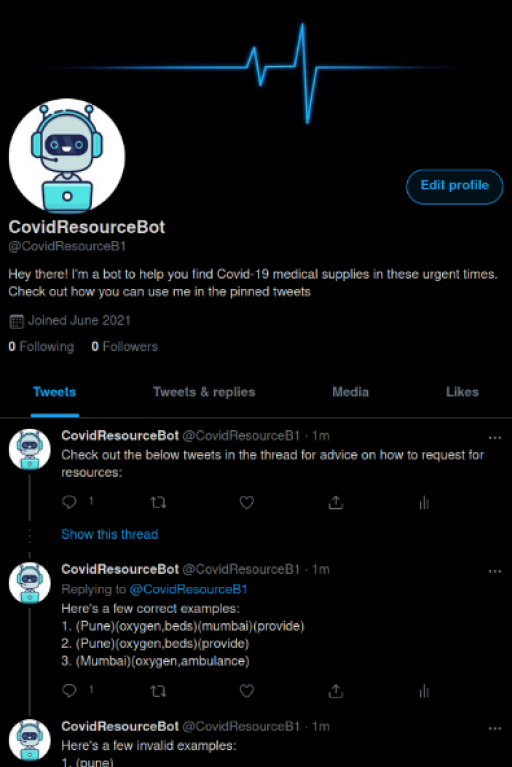 Edit profile
CovidResourceBot
@CovidResourceB1
Hey there! I'm a bot to help you find Covid-19 medical supplies in these urgent times.
Check out how you can use me in the pinned tweets
Joined June 2021
0 Following 0 Followers
Tweets Tweets & replies Media Likes
CovidResourceBot @CovidResourceB1 · 1m
Check out the below tweets in the thread for advice on how to request for
resources:
1
Show this thread
CovidResourceBot @CovidResourceB1 · 1m
Replying to @CovidResourceB1
Here's a few correct examples:
1. (Pune)(oxygen,beds)(mumbai)(provide)
2. (Pune)(oxygen,beds)(provide)
3. (Mumbai)(oxygen,ambulance)
1
CovidResourceBot @CovidResourceB1 · 1m
Here's a few invalid examples:
1. (pune)